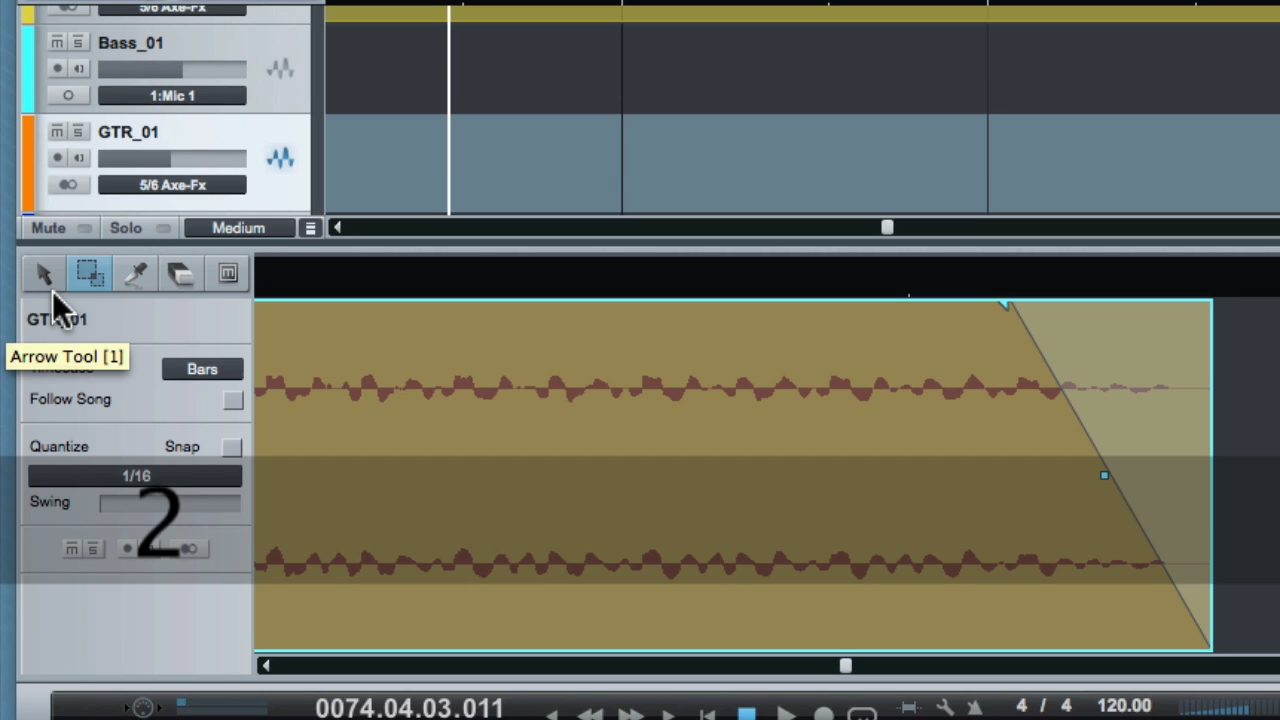 5/6 Axe-Fx
m s Bass_01
1:Mic 1
m s GTR_01
5/6 Axe-Fx
Mute Solo Medium
m
Arrow Tool [1]
Bars
Follow Song
Quantize Snap
1/16
Swing
2
m s
0074.04.03.011 4 / 4 120.00